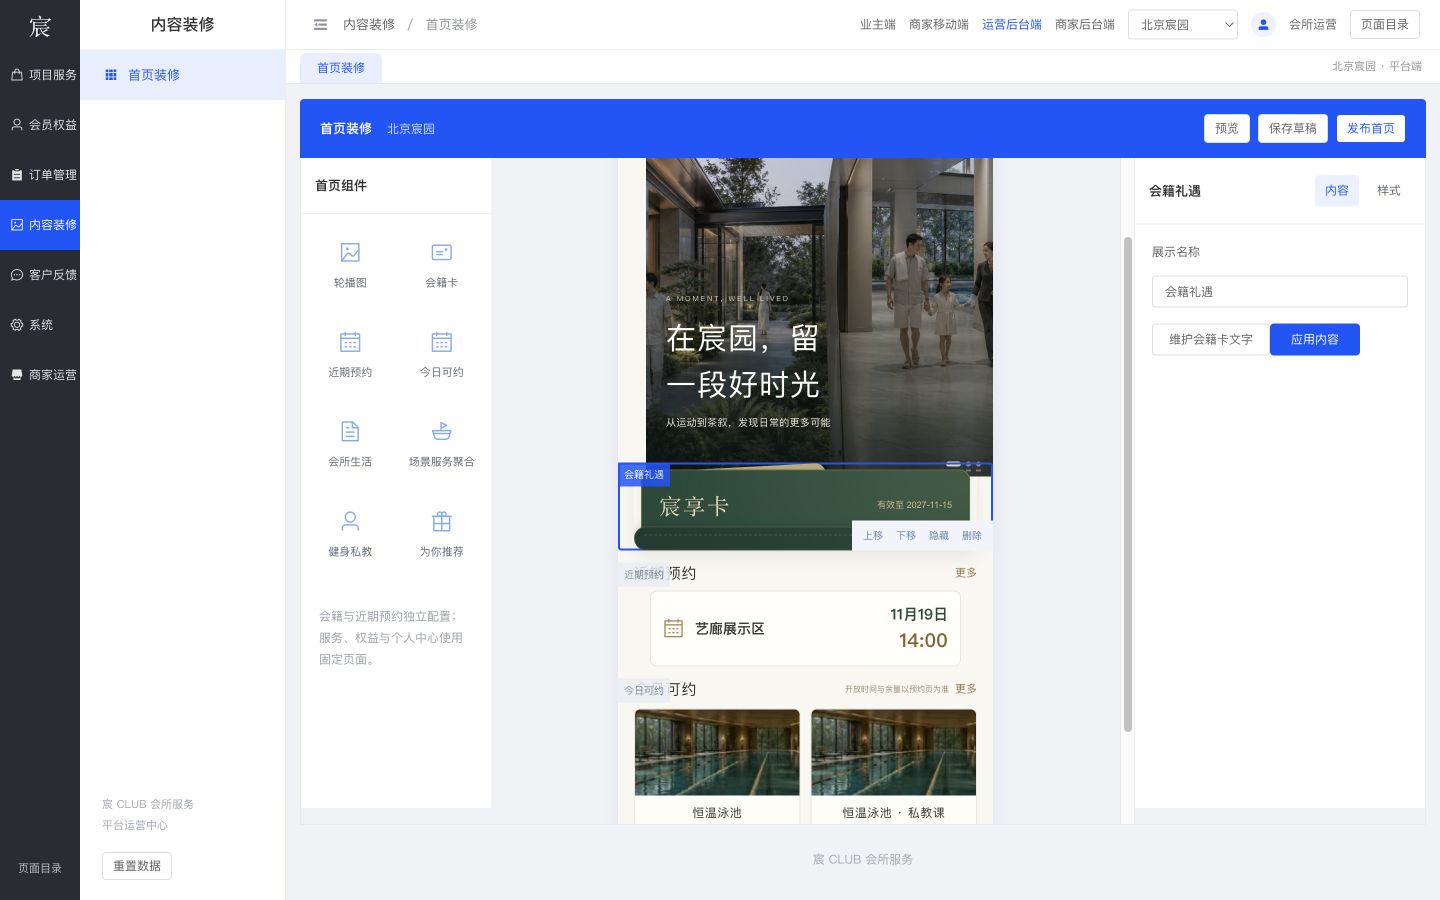 宸
项目服务
会员权益
订单管理
内容装修
客户反馈
系统
商家运营
页面目录
内容装修
首页装修
宸 CLUB 会所服务
平台运营中心
重置数据
内容装修 / 首页装修
业主端 商家移动端 运营后台端 商家后台端 北京宸园 会所运营 页面目录
首页装修
北京宸园 · 平台端
首页装修 北京宸园
预览 保存草稿 发布首页
首页组件
轮播图 会籍卡
近期预约 今日可约
会所生活 场景服务聚合
健身私教 为你推荐
会籍与近期预约独立配置；
服务、权益与个人中心使用
固定页面。
A MOMENT, WELL LIVED
在宸园，留
一段好时光
从运动到茶叙，发现日常的更多可能
会籍礼遇
宸享卡
有效至 2027-11-15
上移 下移 隐藏 删除
近期预约
预约
更多
艺廊展示区
11月19日
14:00
今日可约
可约
开放时间与余量以预约页为准 更多
恒温泳池
恒温泳池 · 私教课
会籍礼遇
内容 样式
展示名称
会籍礼遇
维护会籍卡文字 应用内容
宸 CLUB 会所服务